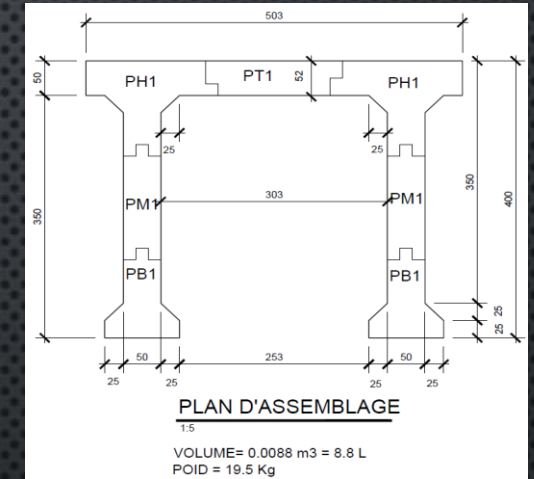 503
50
PH1
PT1
52
PH1
25
25
350
PM1
303
PM1
350
400
PB1
PB1
25
25
50
253
50
25
25
25
25
PLAN D'ASSEMBLAGE
1:5
VOLUME= 0.0088 m3 = 8.8 L
POID = 19.5 Kg